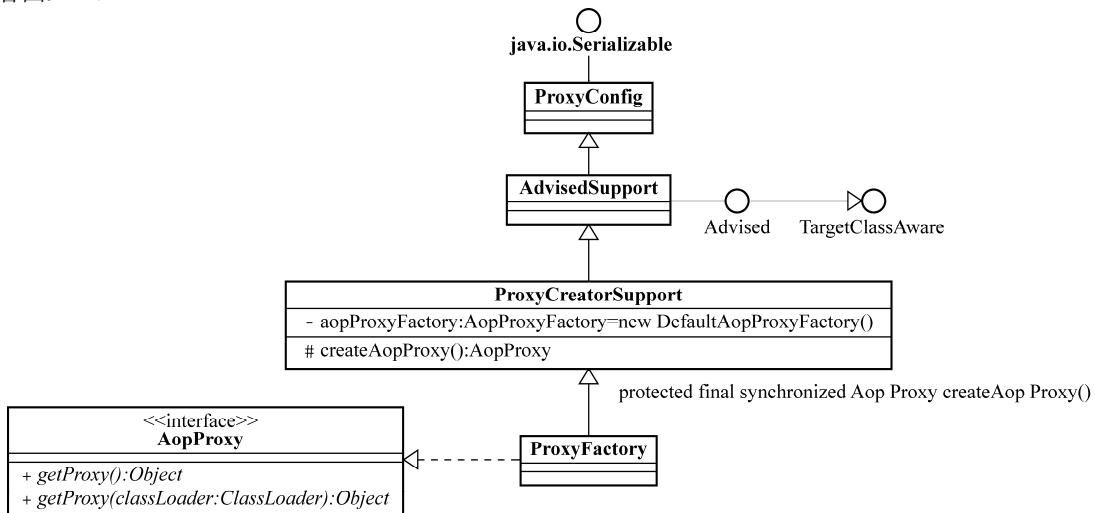 java.io.Serializable
ProxyConfig
AdvisedSupport
Advised
TargetClassAware
ProxyCreatorSupport
- aopProxyFactory:AopProxyFactory=new DefaultAopProxyFactory()
# createAopProxy():AopProxy
protected final synchronized Aop Proxy createAop Proxy()
<<interface>>
AopProxy
ProxyFactory
+ getProxy():Object
+ getProxy(classLoader:ClassLoader):Object